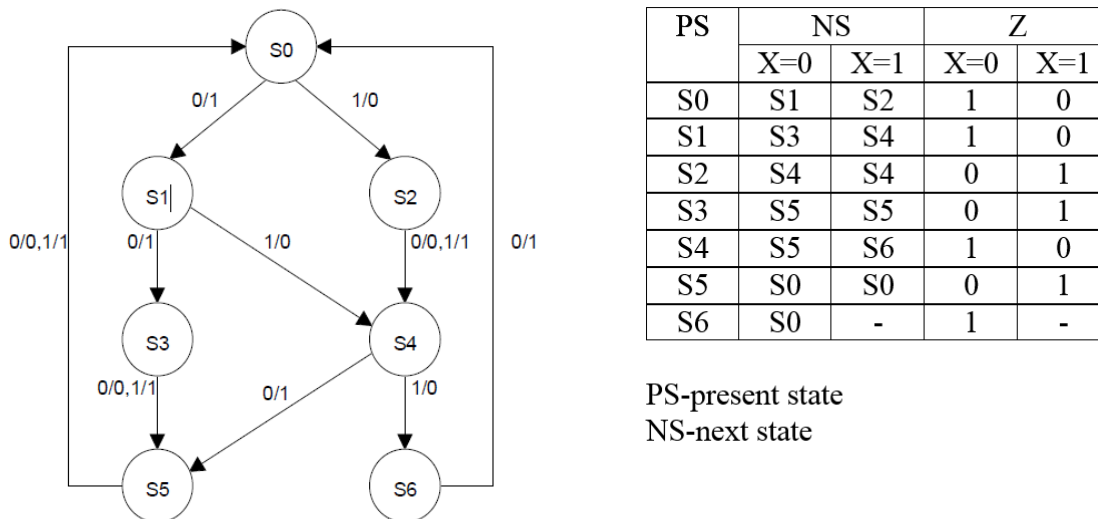 S0
0/1 1/0
S1 S2
0/0,1/1 0/1 1/0 0/0,1/1 0/1
S3 S4
0/0,1/1 0/1 1/0
S5 S6
PS NS Z
X=0 X=1 X=0 X=1
S0 S1 S2 1 0
S1 S3 S4 1 0
S2 S4 S4 0 1
S3 S5 S5 0 1
S4 S5 S6 1 0
S5 S0 S0 0 1
S6 S0 - 1 -
PS-present state
NS-next state